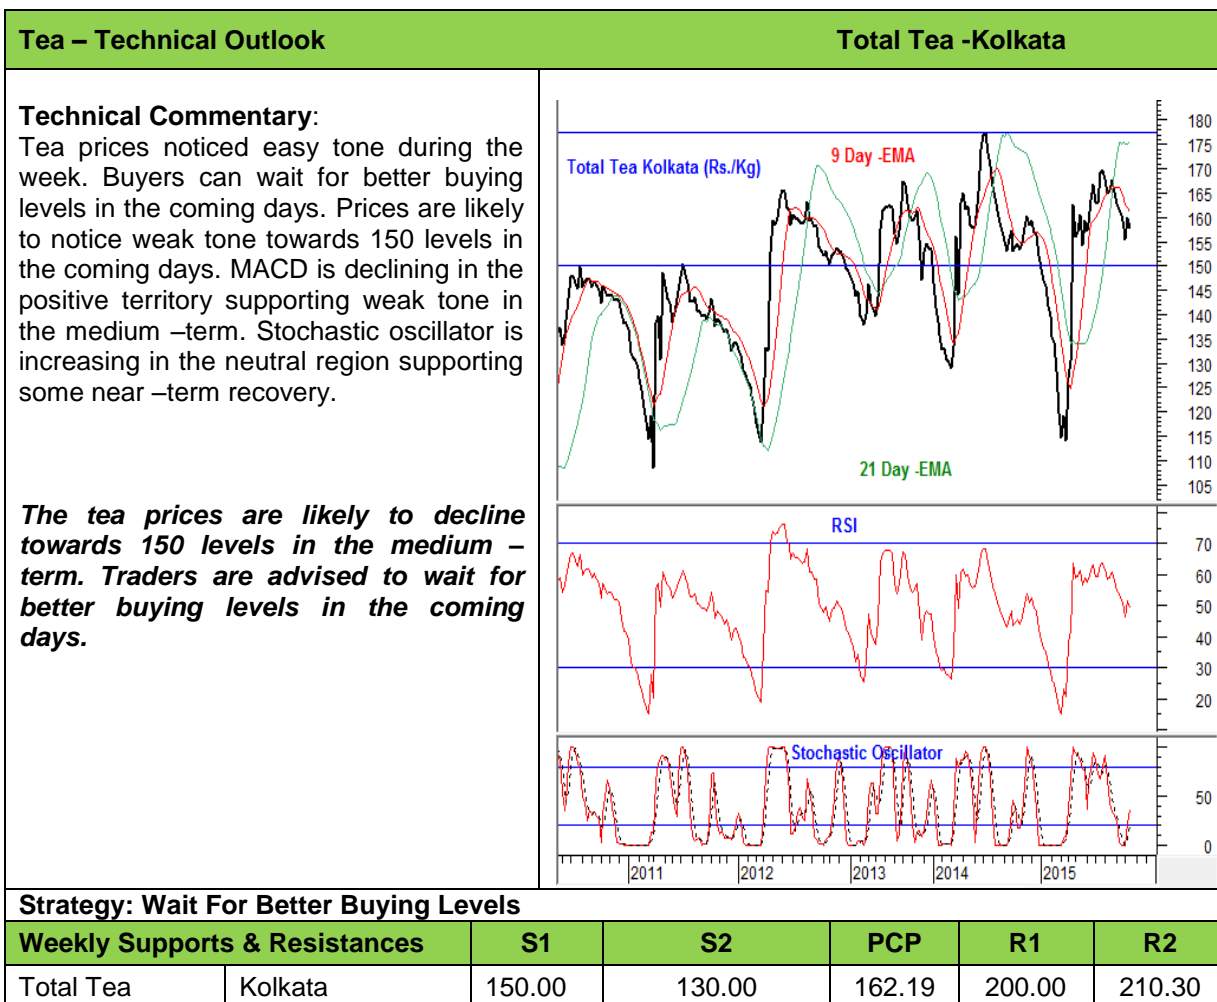 Tea – Technical Outlook Total Tea -Kolkata
Technical Commentary:
Tea prices noticed easy tone during the
week. Buyers can wait for better buying
levels in the coming days. Prices are likely
to notice weak tone towards 150 levels in
the coming days. MACD is declining in the
positive territory supporting weak tone in
the medium –term. Stochastic oscillator is
increasing in the neutral region supporting
some near –term recovery.
The tea prices are likely to decline
towards 150 levels in the medium –
term. Traders are advised to wait for
better buying levels in the coming
days.
Total Tea Kolkata (Rs./Kg)
9 Day -EMA
21 Day -EMA
180
175
170
165
160
155
150
145
140
135
130
125
120
115
110
105
RSI
70
60
50
40
30
20
Stochastic Oscillator
50
0
2011 2012 2013 2014 2015
Strategy: Wait For Better Buying Levels
Weekly Supports & Resistances S1 S2 PCP R1 R2
Total Tea Kolkata 150.00 130.00 162.19 200.00 210.30